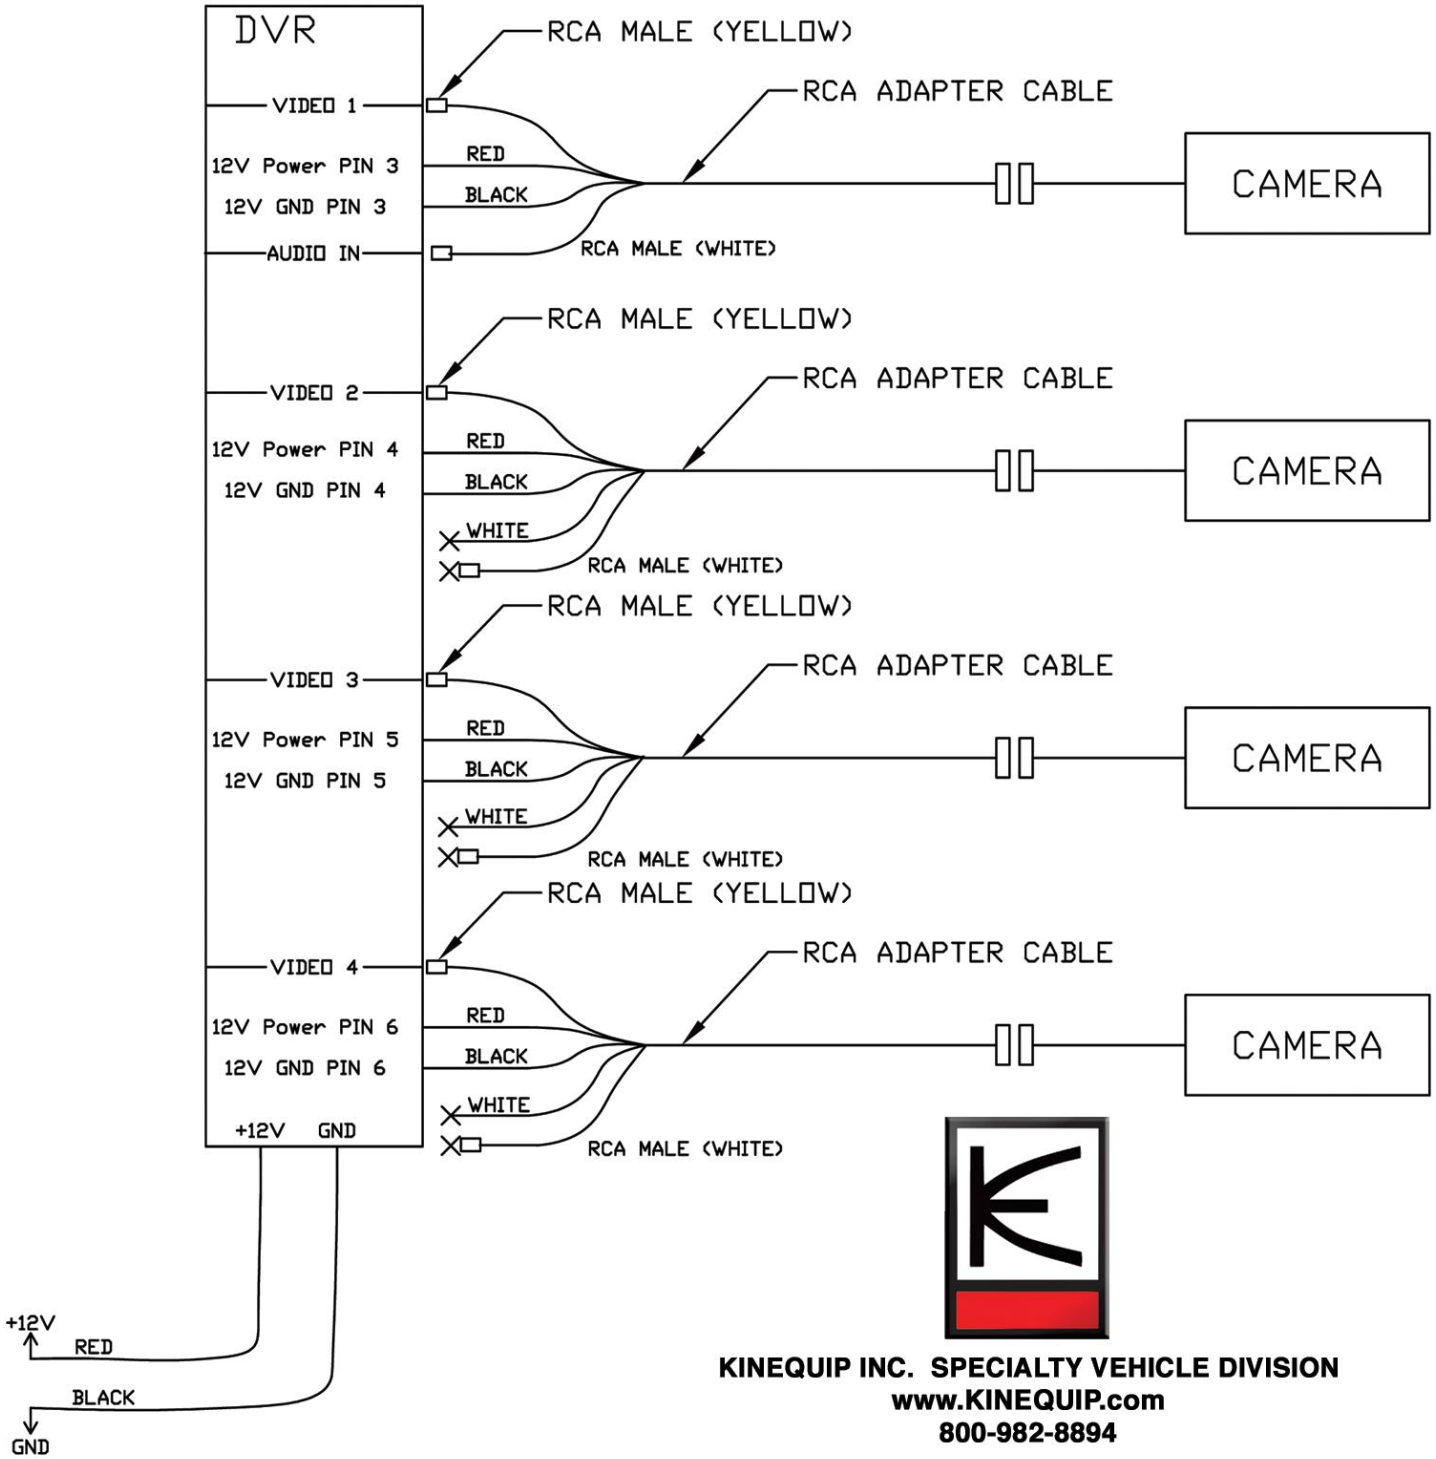 DVR
RCA MALE (YELLOW)
RCA ADAPTER CABLE
VIDEO 1
12V Power PIN 3
RED
12V GND PIN 3
BLACK
CAMERA
AUDIO IN
RCA MALE (WHITE)
RCA MALE (YELLOW)
RCA ADAPTER CABLE
VIDEO 2
12V Power PIN 4
RED
12V GND PIN 4
BLACK
CAMERA
WHITE
RCA MALE (WHITE)
RCA MALE (YELLOW)
RCA ADAPTER CABLE
VIDEO 3
12V Power PIN 5
RED
12V GND PIN 5
BLACK
CAMERA
WHITE
RCA MALE (WHITE)
RCA MALE (YELLOW)
RCA ADAPTER CABLE
VIDEO 4
12V Power PIN 6
RED
12V GND PIN 6
BLACK
CAMERA
WHITE
RCA MALE (WHITE)
+12V GND
+12V
RED
BLACK
GND
KE
KINEQUIP INC. SPECIALTY VEHICLE DIVISION
www.KINEQUIP.com
800-982-8894